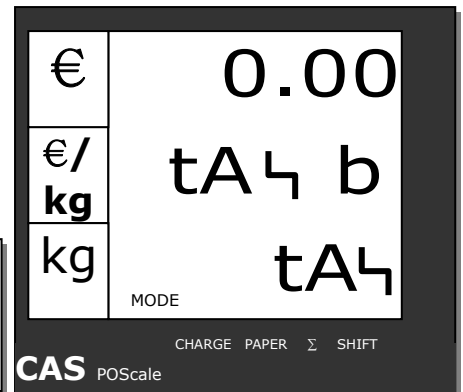 € 0.00
€/kg tAч b
kg tAч
MODE
CHARGE PAPER Σ SHIFT
CAS POScale